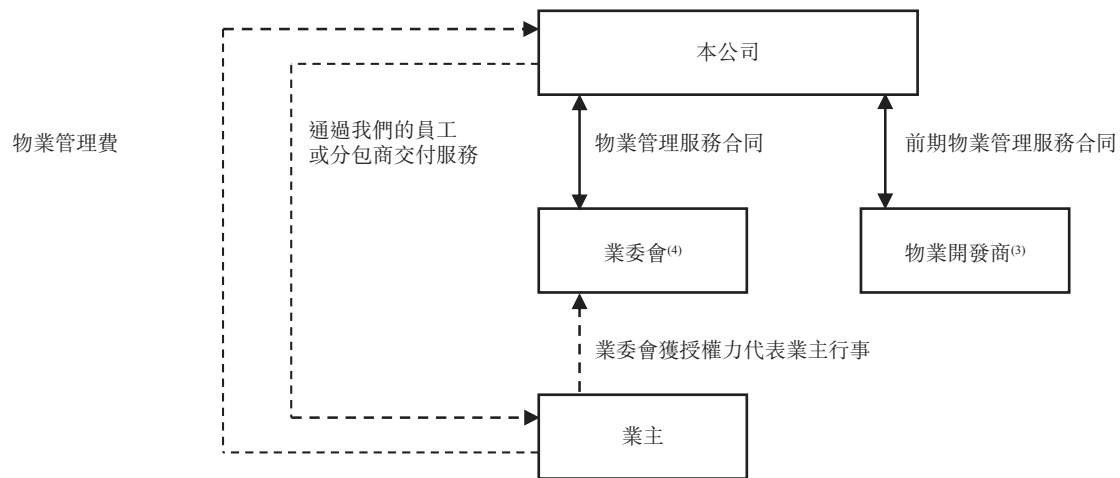 本公司
物業管理費
通過我們的員工
或分包商交付服務
物業管理服務合同
前期物業管理服務合同
業委會(4)
物業開發商(3)
業委會獲授權力代表業主行事
業主